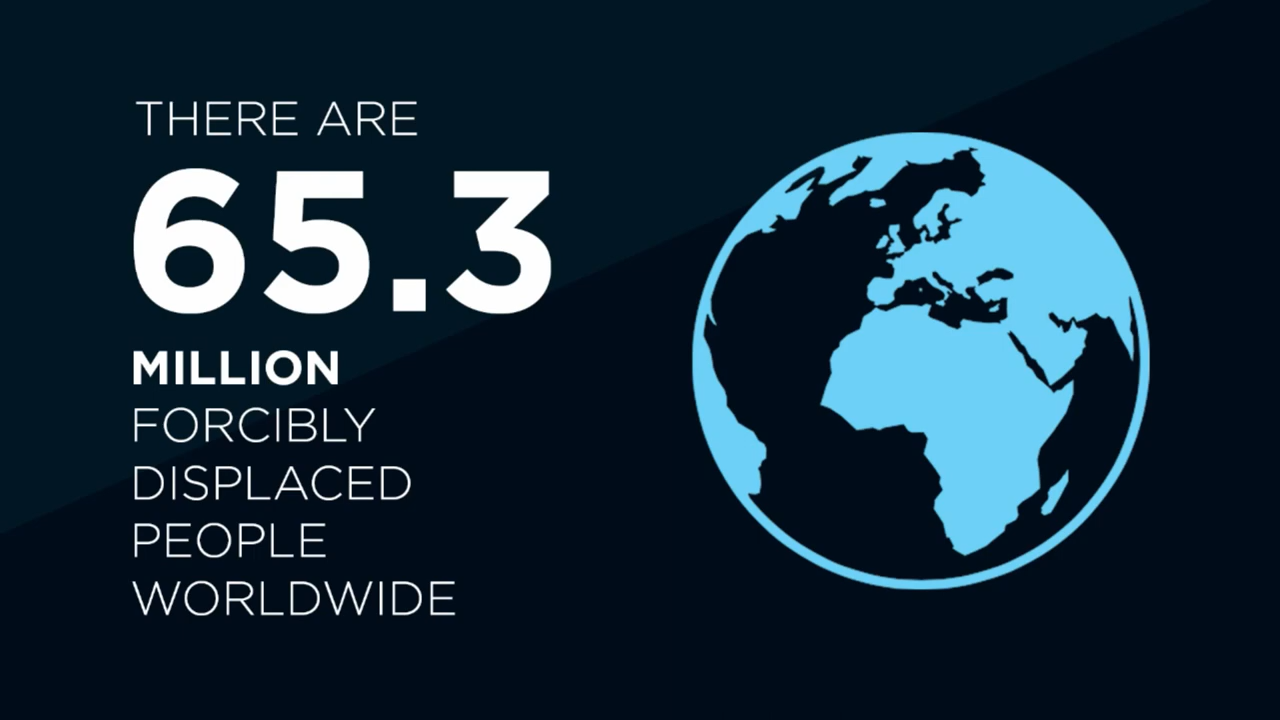 THERE ARE
65.3
MILLION
FORCIBLY
DISPLACED
PEOPLE
WORLDWIDE